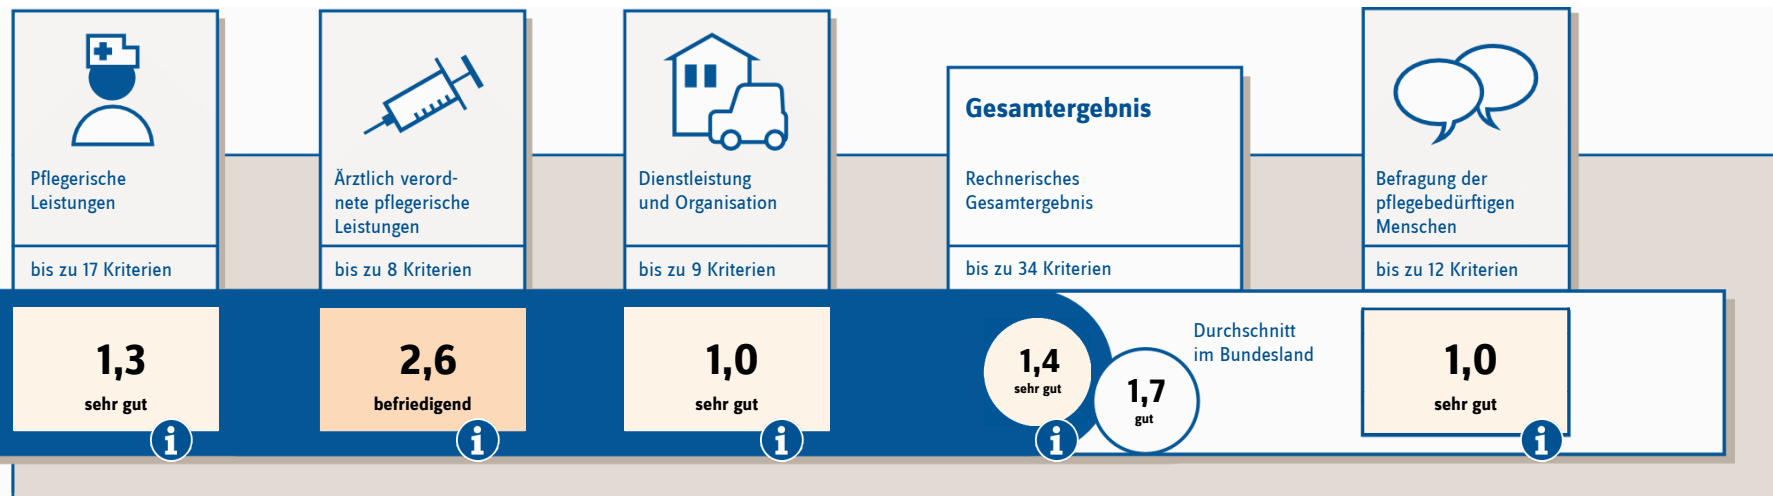 Pflegerische
Leistungen
bis zu 17 Kriterien
1,3
sehr gut
i
Ärztlich verord-
nete pflegerische
Leistungen
bis zu 8 Kriterien
2,6
befriedigend
i
Dienstleistung
und Organisation
bis zu 9 Kriterien
1,0
sehr gut
i
Gesamtergebnis
Rechnerisches
Gesamtergebnis
bis zu 34 Kriterien
1,4
sehr gut
i
1,7
gut
Durchschnitt
im Bundesland
Befragung der
pflegebedürftigen
Menschen
bis zu 12 Kriterien
1,0
sehr gut
i